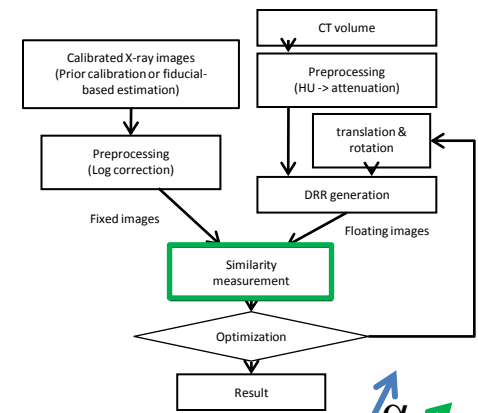 CT volume
Calibrated X-ray images
(Prior calibration or fiducial-
based estimation)
Preprocessing
(HU -> attenuation)
translation &
rotation
Preprocessing
(Log correction)
DRR generation
Fixed images
Floating images
Similarity
measurement
Optimization
Result
α